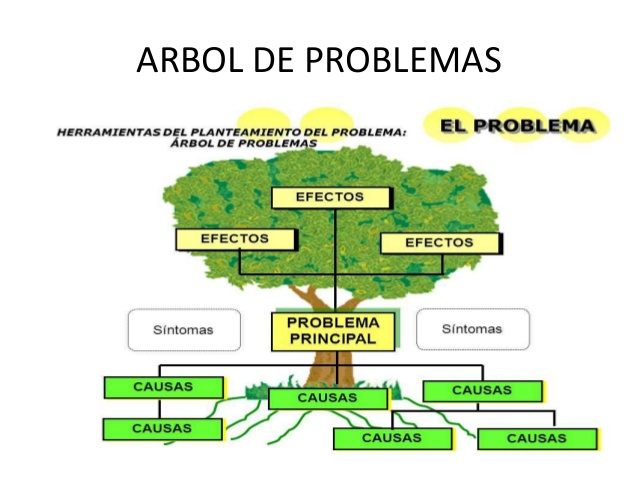 ARBOL DE PROBLEMAS
HERRAMIENTAS DEL PLANTEAMIENTO DEL PROBLEMA:
ÁRBOL DE PROBLEMAS
EL PROBLEMA
EFECTOS
EFECTOS
EFECTOS
Síntomas
PROBLEMA
PRINCIPAL
Síntomas
CAUSAS
CAUSAS
CAUSAS
CAUSAS
CAUSAS
CAUSAS